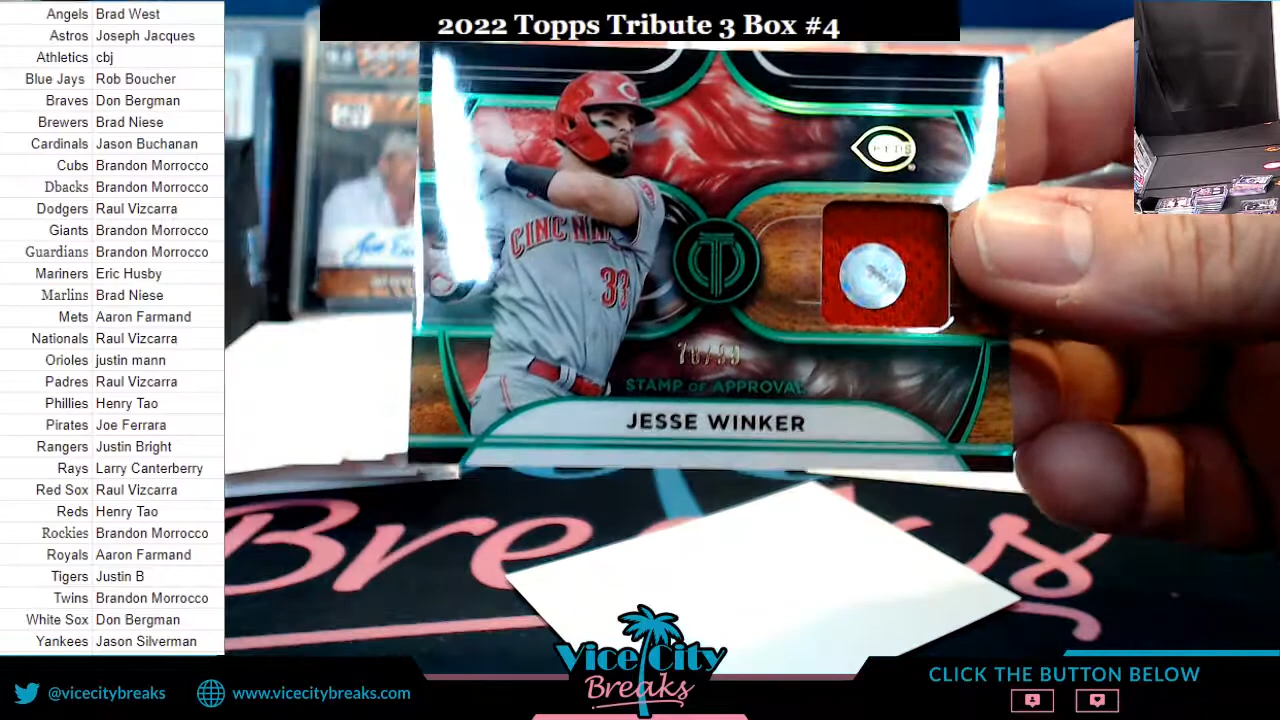 2022 Topps Tribute 3 Box #4
Angels Brad West
Astros Joseph Jacques
Athletics cbj
Blue Jays Rob Boucher
Braves Don Bergman
Brewers Brad Niese
Cardinals Jason Buchanan
Cubs Brandon Morrocco
Dbacks Brandon Morrocco
Dodgers Raul Vizcarra
Giants Brandon Morrocco
Guardians Brandon Morrocco
Mariners Eric Husby
Marlins Brad Niese
Mets Aaron Farmand
Nationals Raul Vizcarra
Orioles justin mann
Padres Raul Vizcarra
Phillies Henry Tao
Pirates Joe Ferrara
Rangers Justin Bright
Rays Larry Canterberry
Red Sox Raul Vizcarra
Reds Henry Tao
Rockies Brandon Morrocco
Royals Aaron Farmand
Tigers Justin B
Twins Brandon Morrocco
White Sox Don Bergman
Yankees Jason Silverman
REDS
33
STAMP OF APPROVAL
JESSE WINKER
Breaks
Vice City
Breaks
@vicecitybreaks
www.vicecitybreaks.com
CLICK THE BUTTON BELOW